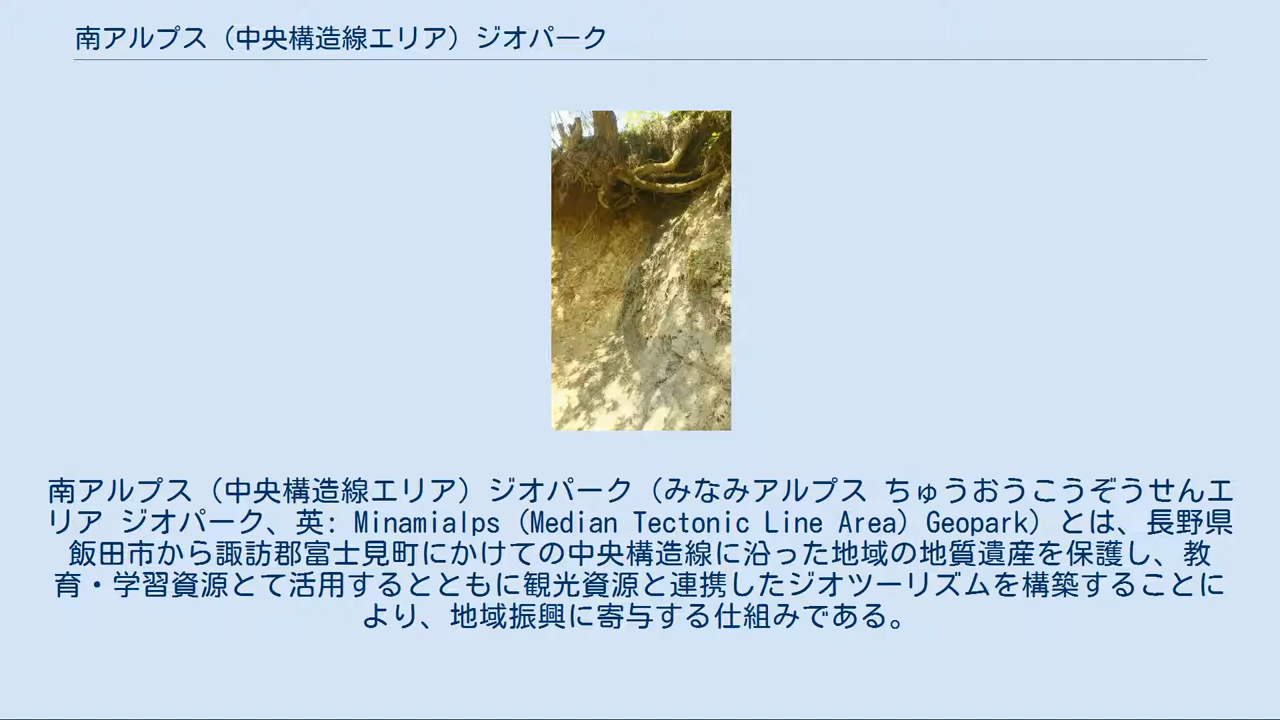 南アルプス（中央構造線エリア）ジオパーク
南アルプス（中央構造線エリア）ジオパーク（みなみアルプス ちゅうおうこうぞうせんエ
リア ジオパーク、英: Minamialps（Median Tectonic Line Area）Geopark）とは、長野県
飯田市から諏訪郡富士見町にかけての中央構造線に沿った地域の地質遺産を保護し、教
育・学習資源とて活用するとともに観光資源と連携したジオツーリズムを構築することに
より、地域振興に寄与する仕組みである。